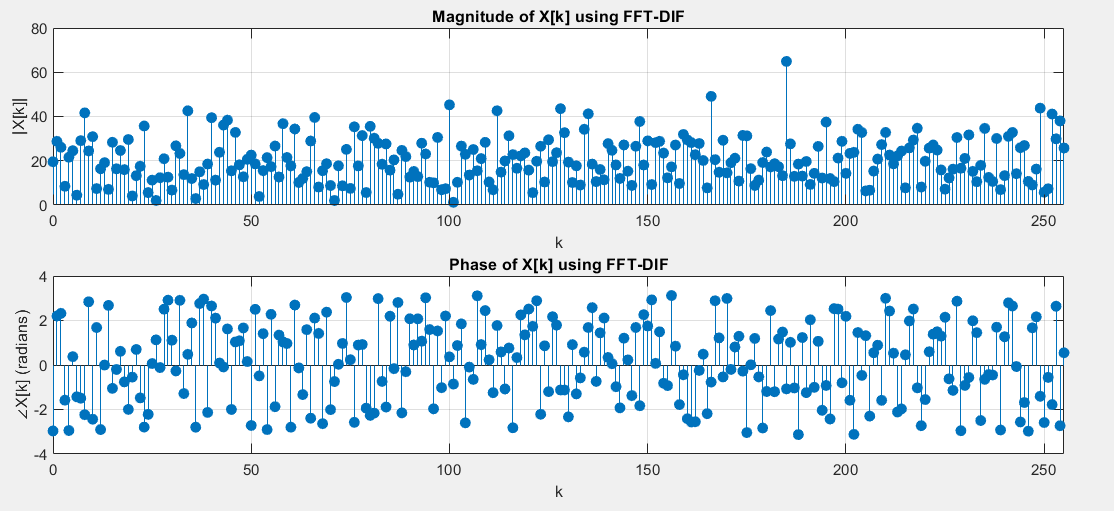 Magnitude of X[k] using FFT-DIF
|X[k]|
80
60
40
20
0
0 50 100 150 200 250
k
Phase of X[k] using FFT-DIF
∠X[k] (radians)
4
2
0
-2
-4
0 50 100 150 200 250
k